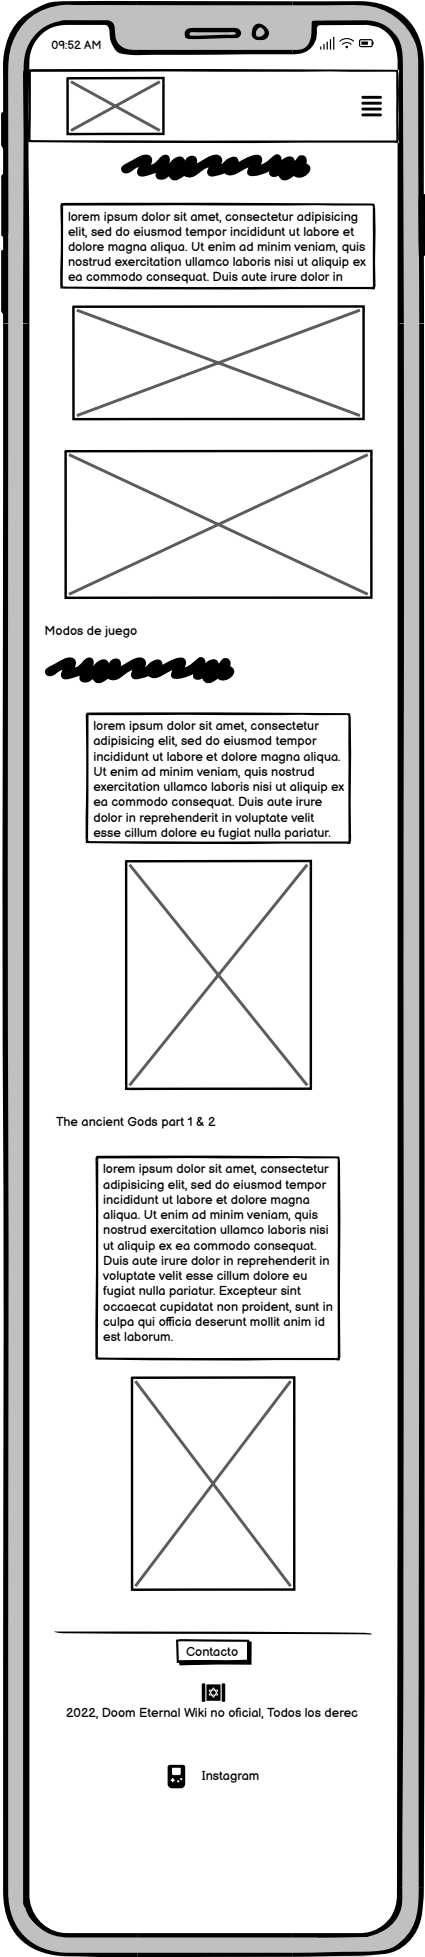 09:52 AM
lorem ipsum dolor sit amet, consectetur adipisicing
elit, sed do eiusmod tempor incididunt ut labore et
dolore magna aliqua. Ut enim ad minim veniam, quis
nostrud exercitation ullamco laboris nisi ut aliquip ex
ea commodo consequat. Duis aute irure dolor in
Modos de juego
lorem ipsum dolor sit amet, consectetur
adipisicing elit, sed do eiusmod tempor
incididunt ut labore et dolore magna aliqua.
Ut enim ad minim veniam, quis nostrud
exercitation ullamco laboris nisi ut aliquip ex
ea commodo consequat. Duis aute irure
dolor in reprehenderit in voluptate velit
esse cillum dolore eu fugiat nulla pariatur.
The ancient Gods part 1 & 2
lorem ipsum dolor sit amet, consectetur
adipisicing elit, sed do eiusmod tempor
incididunt ut labore et dolore magna
aliqua. Ut enim ad minim veniam, quis
nostrud exercitation ullamco laboris nisi
ut aliquip ex ea commodo consequat.
Duis aute irure dolor in reprehenderit in
voluptate velit esse cillum dolore eu
fugiat nulla pariatur. Excepteur sint
occaecat cupidatat non proident, sunt in
culpa qui officia deserunt mollit anim id
est laborum.
Contacto
2022, Doom Eternal Wiki no oficial, Todos los derec
Instagram